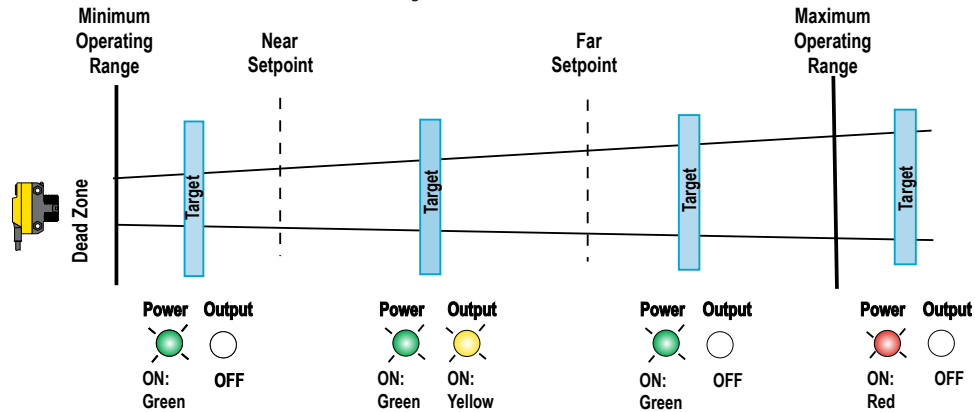 Minimum
Operating
Range
Near
Setpoint
Far
Setpoint
Maximum
Operating
Range
Dead Zone
Target
Target
Target
Target
Power Output
ON:
Green
OFF
Power Output
ON:
Green
ON:
Yellow
Power Output
ON:
Green
OFF
Power Output
ON:
Red
OFF